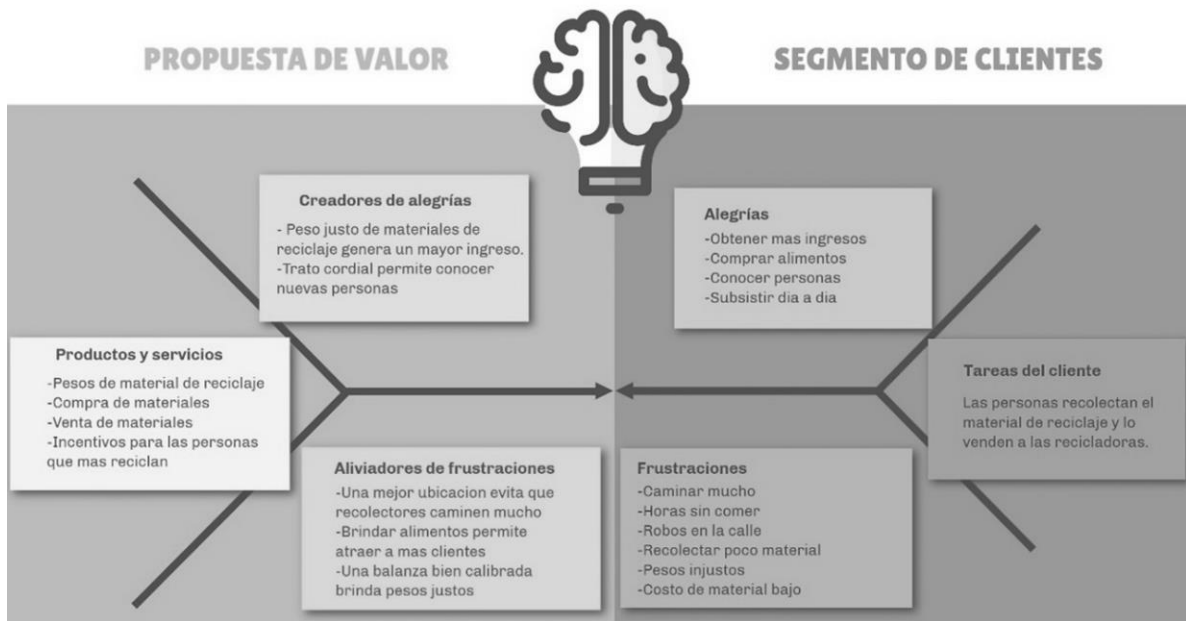 PROPUESTA DE VALOR
SEGMENTO DE CLIENTES
Creadores de alegrías
- Peso justo de materiales de
reciclaje genera un mayor ingreso.
-Trato cordial permite conocer
nuevas personas
Productos y servicios
-Pesos de material de reciclaje
-Compra de materiales
-Venta de materiales
-Incentivos para las personas
que mas reciclan
Aliviadores de frustraciones
-Una mejor ubicacion evita que
recolectores caminen mucho
-Brindar alimentos permite
atraer a mas clientes
-Una balanza bien calibrada
brinda pesos justos
Alegrías
-Obtener mas ingresos
-Comprar alimentos
-Conocer personas
-Subsistir dia a dia
Frustraciones
-Caminar mucho
-Horas sin comer
-Robos en la calle
-Recolectar poco material
-Pesos injustos
-Costo de material bajo
Tareas del cliente
Las personas recolectan el
material de reciclaje y lo
venden a las recicladoras.